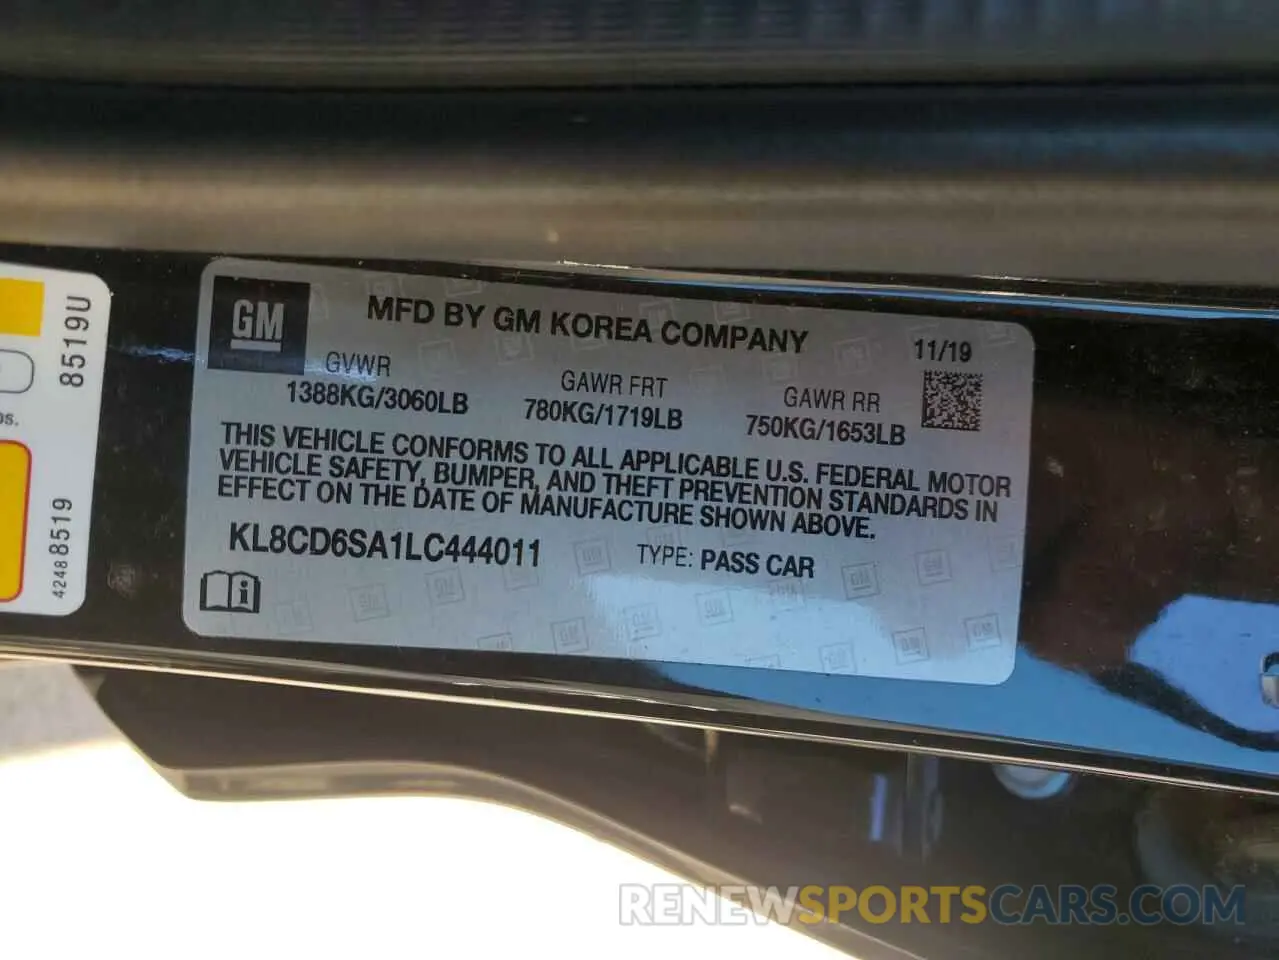 8519U
42488519
GM
MFD BY GM KOREA COMPANY
11/19
GVWR
1388KG/3060LB
GAWR FRT
780KG/1719LB
GAWR RR
750KG/1653LB
THIS VEHICLE CONFORMS TO ALL APPLICABLE U.S. FEDERAL MOTOR
VEHICLE SAFETY, BUMPER, AND THEFT PREVENTION STANDARDS IN
EFFECT ON THE DATE OF MANUFACTURE SHOWN ABOVE.
KL8CD6SA1LC444011
TYPE: PASS CAR
RENEWSPORTSCARS.COM